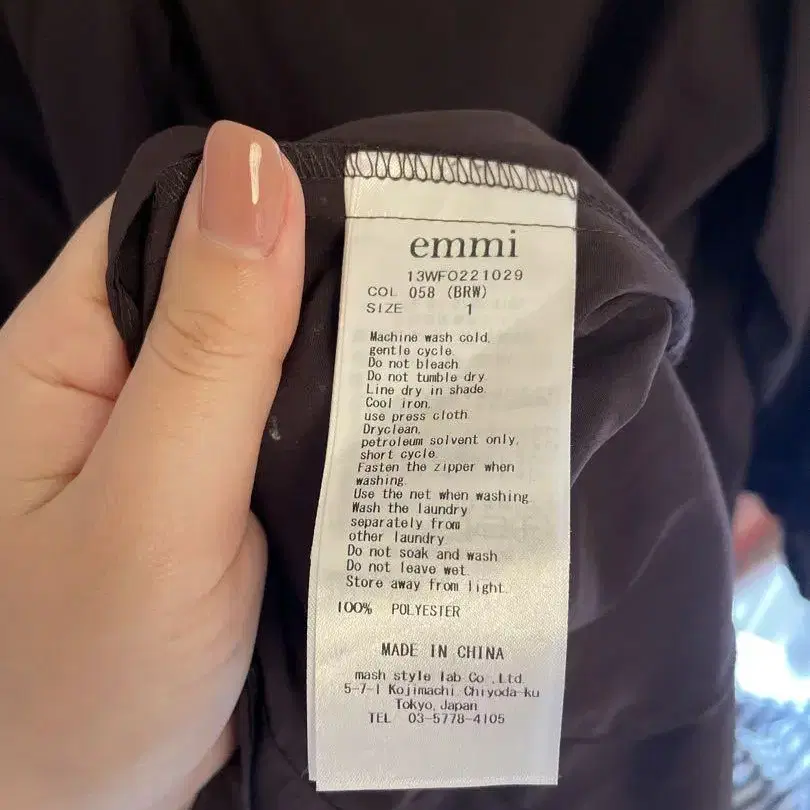 emmi
13WFO221029
COL 058 (BRW)
SIZE 1
Machine wash cold,
gentle cycle.
Do not bleach.
Do not tumble dry.
Line dry in shade.
Cool iron,
use press cloth.
Dryclean,
petroleum solvent only,
short cycle.
Fasten the zipper when
washing.
Use the net when washing.
Wash the laundry
separately from
other laundry.
Do not soak and wash.
Do not leave wet.
Store away from light.
100% POLYESTER
MADE IN CHINA
mash style lab Co.,Ltd.
5-7-1 Kojimachi,Chiyoda-ku
Tokyo,Japan
TEL 03-5778-4105